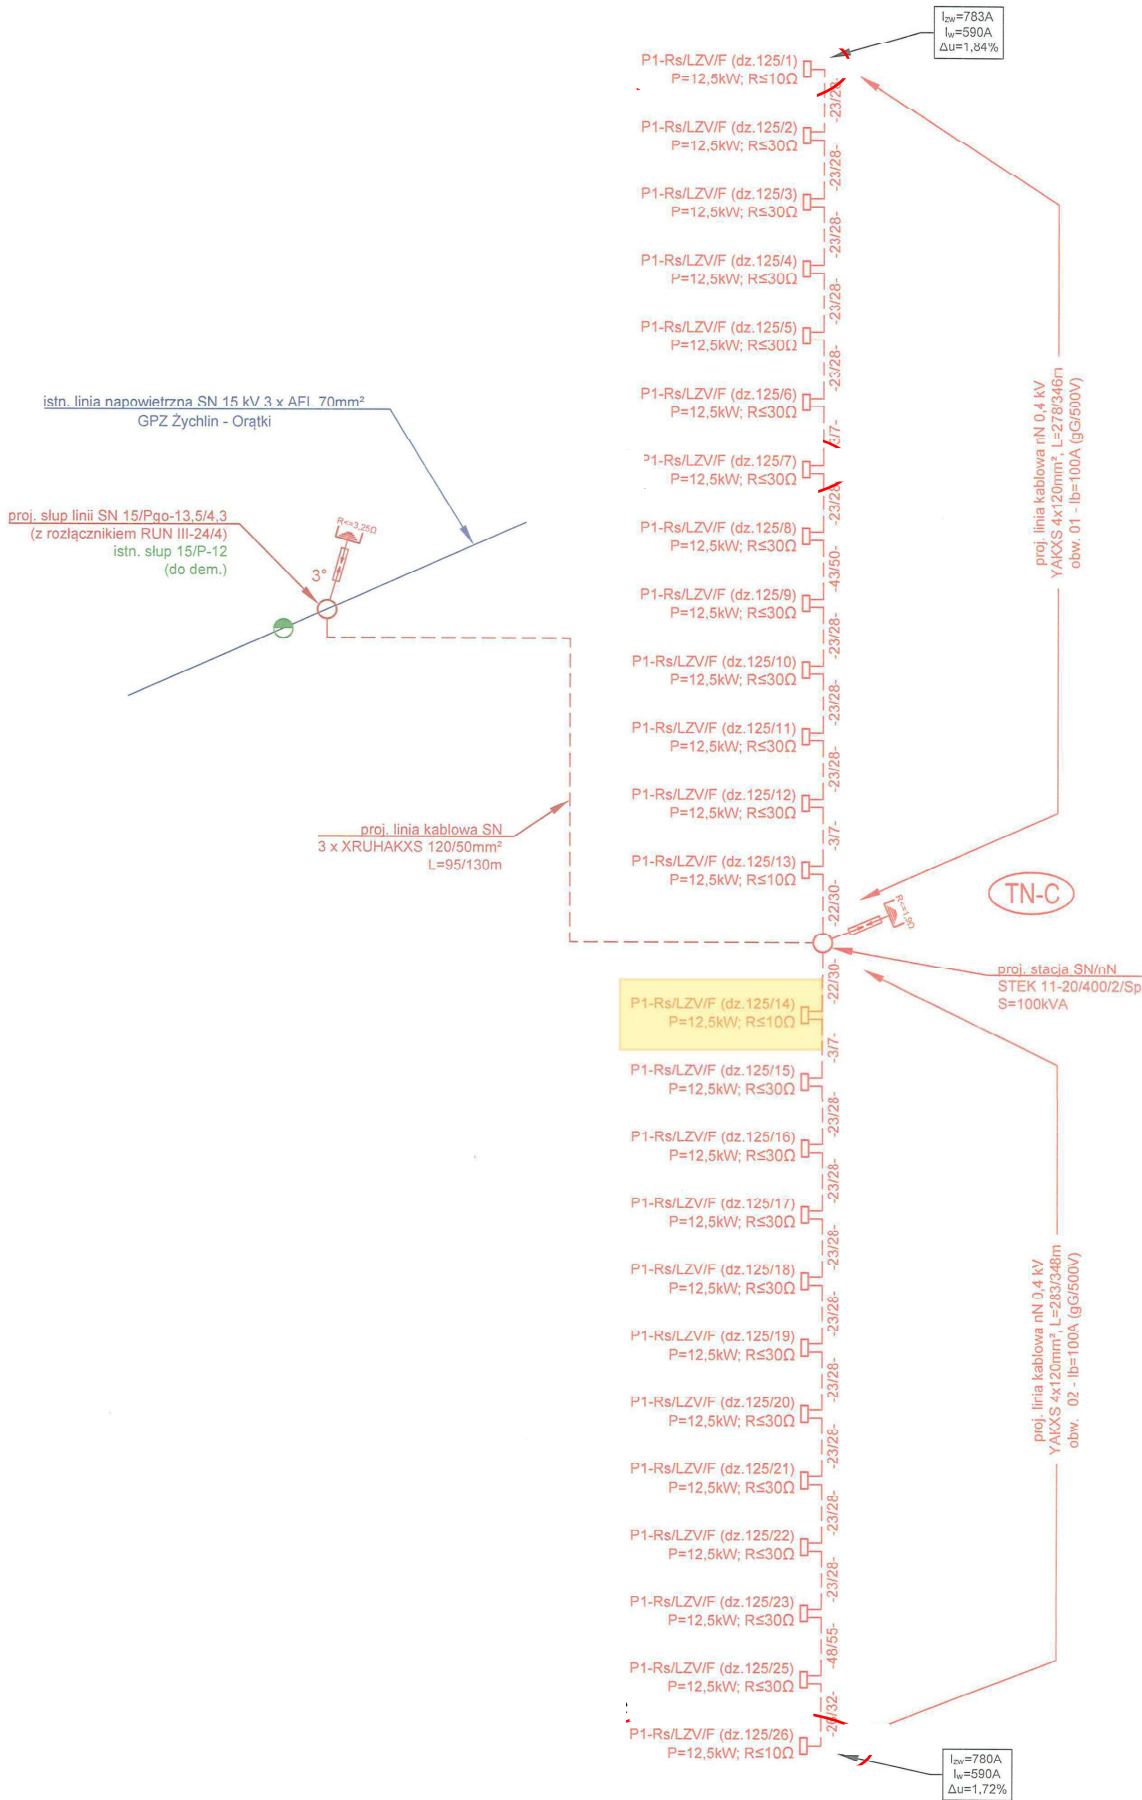 Izw=783A
Iw=590A
Δu=1,84%
P1-Rs/LZV/F (dz.125/1)
P=12,5kW; R≤10Ω
-23/28-
P1-Rs/LZV/F (dz.125/2)
P=12,5kW; R≤30Ω
-23/28-
P1-Rs/LZV/F (dz.125/3)
P=12,5kW; R≤30Ω
-23/28-
P1-Rs/LZV/F (dz.125/4)
P=12,5kW; R≤30Ω
-23/28-
P1-Rs/LZV/F (dz.125/5)
P=12,5kW; R≤30Ω
-23/28-
P1-Rs/LZV/F (dz.125/6)
P=12,5kW; R≤30Ω
P1-Rs/LZV/F (dz.125/7)
P=12,5kW; R≤30Ω
-23/28-
P1-Rs/LZV/F (dz.125/8)
P=12,5kW; R≤30Ω
-43/50-
P1-Rs/LZV/F (dz.125/9)
P=12,5kW; R≤30Ω
-23/28-
P1-Rs/LZV/F (dz.125/10)
P=12,5kW; R≤30Ω
-23/28-
P1-Rs/LZV/F (dz.125/11)
P=12,5kW; R≤30Ω
-23/28-
P1-Rs/LZV/F (dz.125/12)
P=12,5kW; R≤30Ω
-3/7-
P1-Rs/LZV/F (dz.125/13)
P=12,5kW; R≤10Ω
-22/30-
proj. linia kablowa nN 0,4 kV
YAKXS 4x120mm², L=278/346m
obw. 01 - Ib=100A (gG/500V)
istn. linia napowietrzna SN 15 kV 3 x AFL 70mm²
GPZ Żychlin - Orątki
proj. słup linii SN 15/Pgo-13,5/4,3
(z rozłącznikiem RUN III-24/4)
istn. słup 15/P-12
(do dem.)
R<=3,25Ω
3°
proj. linia kablowa SN
3 x XRUHAKXS 120/50mm²
L=95/130m
TN-C
R<=1,9Ω
proj. stacja SN/nN
STEK 11-20/400/2/Sp
S=100kVA
-22/30-
P1-Rs/LZV/F (dz.125/14)
P=12,5kW; R≤10Ω
-3/7-
P1-Rs/LZV/F (dz.125/15)
P=12,5kW; R≤30Ω
-23/28-
P1-Rs/LZV/F (dz.125/16)
P=12,5kW; R≤30Ω
-23/28-
P1-Rs/LZV/F (dz.125/17)
P=12,5kW; R≤30Ω
-23/28-
P1-Rs/LZV/F (dz.125/18)
P=12,5kW; R≤30Ω
-23/28-
P1-Rs/LZV/F (dz.125/19)
P=12,5kW; R≤30Ω
-23/28-
P1-Rs/LZV/F (dz.125/20)
P=12,5kW; R≤30Ω
-23/28-
P1-Rs/LZV/F (dz.125/21)
P=12,5kW; R≤30Ω
-23/28-
P1-Rs/LZV/F (dz.125/22)
P=12,5kW; R≤30Ω
-23/28-
P1-Rs/LZV/F (dz.125/23)
P=12,5kW; R≤30Ω
-48/55-
P1-Rs/LZV/F (dz.125/25)
P=12,5kW; R≤30Ω
P1-Rs/LZV/F (dz.125/26)
P=12,5kW; R≤10Ω
proj. linia kablowa nN 0,4 kV
YAKXS 4x120mm², L=283/348m
obw. 02 - Ib=100A (gG/500V)
Izw=780A
Iw=590A
Δu=1,72%